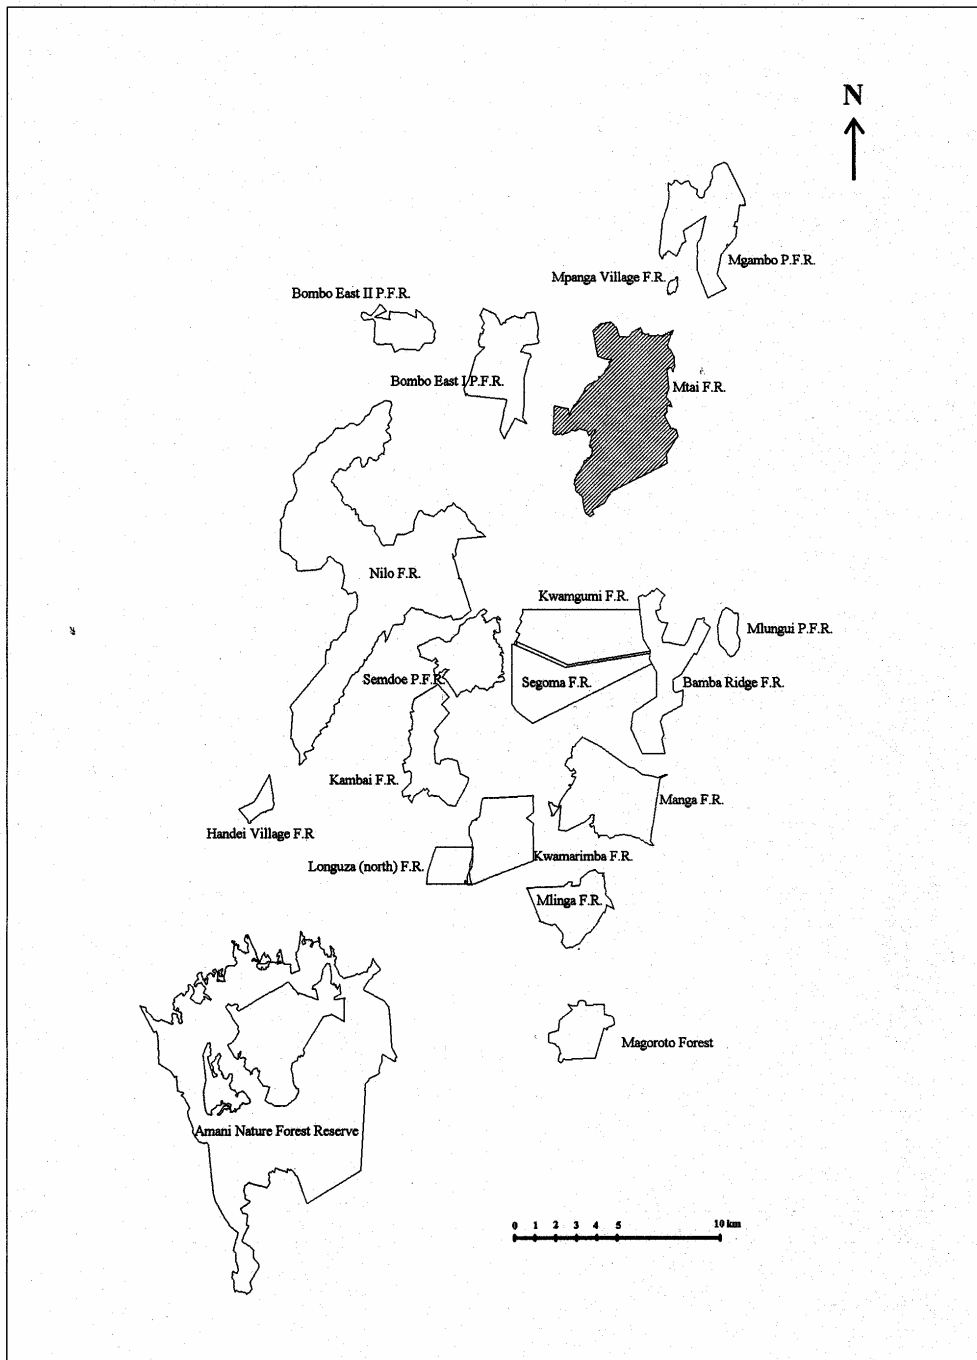 N
Mgambo P.F.R.
Mpanga Village F.R.
Bombo East II P.F.R.
Bombo East I P.F.R.
Mtai F.R.
Nilo F.R.
Kwamgumi F.R.
Mlungui P.F.R.
Semdoe P.F.R.
Segoma F.R.
Bamba Ridge F.R.
Kambai F.R.
Manga F.R.
Handei Village F.R
Kwamarimba F.R.
Longuza (north) F.R.
Mlinga F.R.
Magoroto Forest
Amani Nature Forest Reserve
0 1 2 3 4 5 10 km